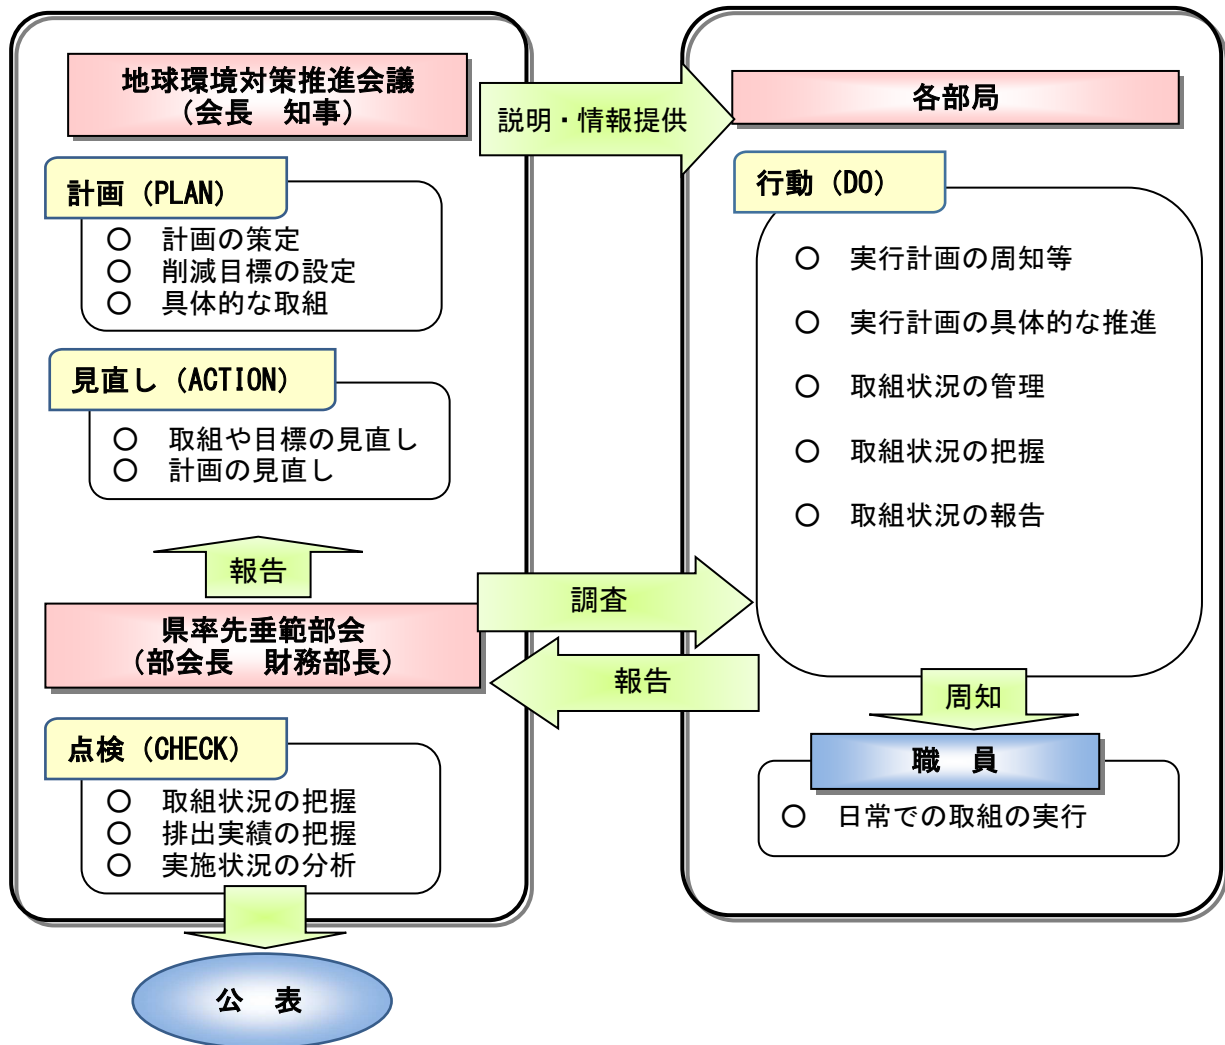 地球環境対策推進会議
（会長　知事）
計画（PLAN）
○　計画の策定
○　削減目標の設定
○　具体的な取組
見直し（ACTION）
○　取組や目標の見直し
○　計画の見直し
報告
県率先垂範部会
（部会長　財務部長）
点検（CHECK）
○　取組状況の把握
○　排出実績の把握
○　実施状況の分析
公　表
説明・情報提供
調査
報告
各部局
行動（DO）
○　実行計画の周知等
○　実行計画の具体的な推進
○　取組状況の管理
○　取組状況の把握
○　取組状況の報告
周知
職　員
○　日常での取組の実行